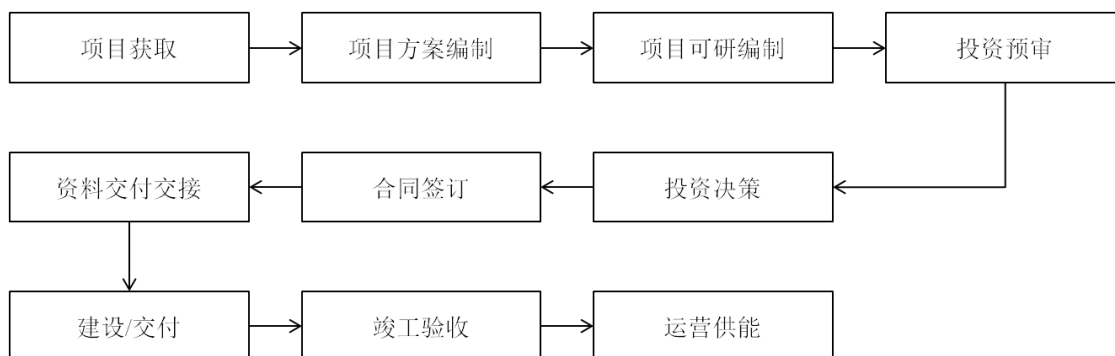 项目获取
项目方案编制
项目可研编制
投资预审
投资决策
合同签订
资料交付交接
建设/交付
竣工验收
运营供能